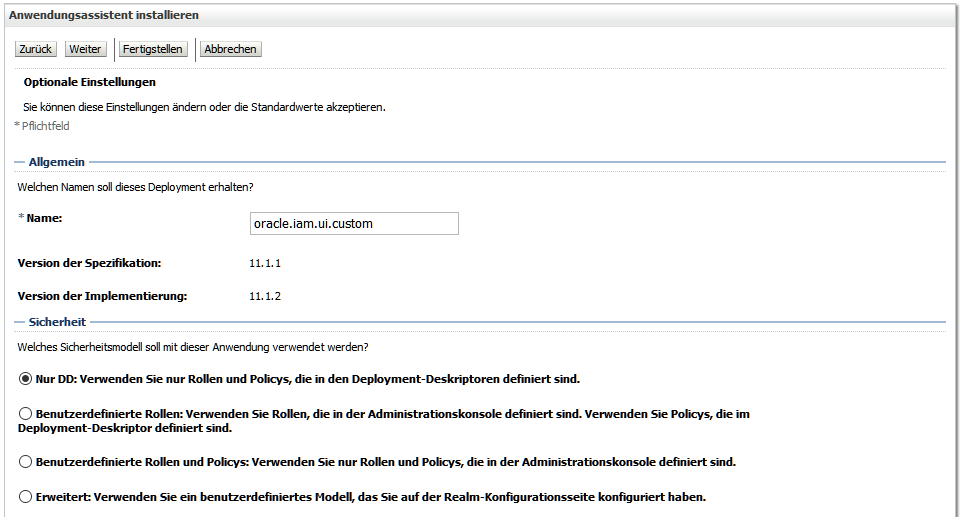 Anwendungsassistent installieren
Zurück Weiter Fertigstellen Abbrechen
Optionale Einstellungen
Sie können diese Einstellungen ändern oder die Standardwerte akzeptieren.
* Pflichtfeld
Allgemein
Welchen Namen soll dieses Deployment erhalten?
* Name: oracle.iam.ui.custom
Version der Spezifikation: 11.1.1
Version der Implementierung: 11.1.2
Sicherheit
Welches Sicherheitsmodell soll mit dieser Anwendung verwendet werden?
Nur DD: Verwenden Sie nur Rollen und Policys, die in den Deployment-Deskriptoren definiert sind.
Benutzerdefinierte Rollen: Verwenden Sie Rollen, die in der Administrationskonsole definiert sind. Verwenden Sie Policys, die im
Deployment-Deskriptor definiert sind.
Benutzerdefinierte Rollen und Policys: Verwenden Sie nur Rollen und Policys, die in der Administrationskonsole definiert sind.
Erweitert: Verwenden Sie ein benutzerdefiniertes Modell, das Sie auf der Realm-Konfigurationsseite konfiguriert haben.